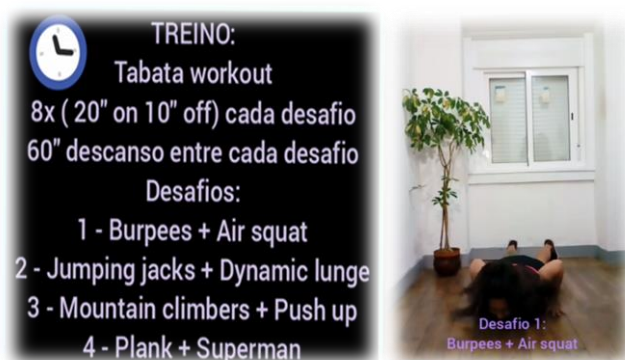 TREINO:
Tabata workout
8x ( 20" on 10" off) cada desafio
60" descanso entre cada desafio
Desafios:
1 - Burpees + Air squat
2 - Jumping jacks + Dynamic lunge
3 - Mountain climbers + Push up
4 - Plank + Superman
Desafio 1:
Burpees + Air squat